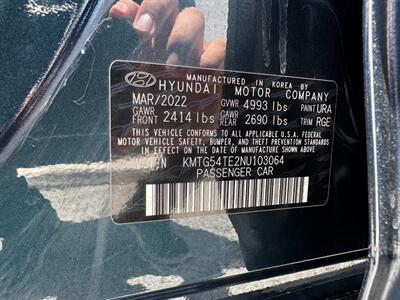 MANUFACTURED IN KOREA BY
HYUNDAI MOTOR COMPANY
MAR/2022 GVWR 4993 lbs PAINT URA
GAWR FRONT 2414 lbs GAWR REAR 2690 lbs TRIM RGE
THIS VEHICLE CONFORMS TO ALL APPLICABLE U.S. FEDERAL
MOTOR VEHICLE SAFETY, BUMPER, AND THEFT PREVENTION
STANDARDS IN EFFECT ON THE DATE OF MANUFACTURE SHOWN ABOVE.
V.I.N KMTG54TE2NU103064
PASSENGER CAR